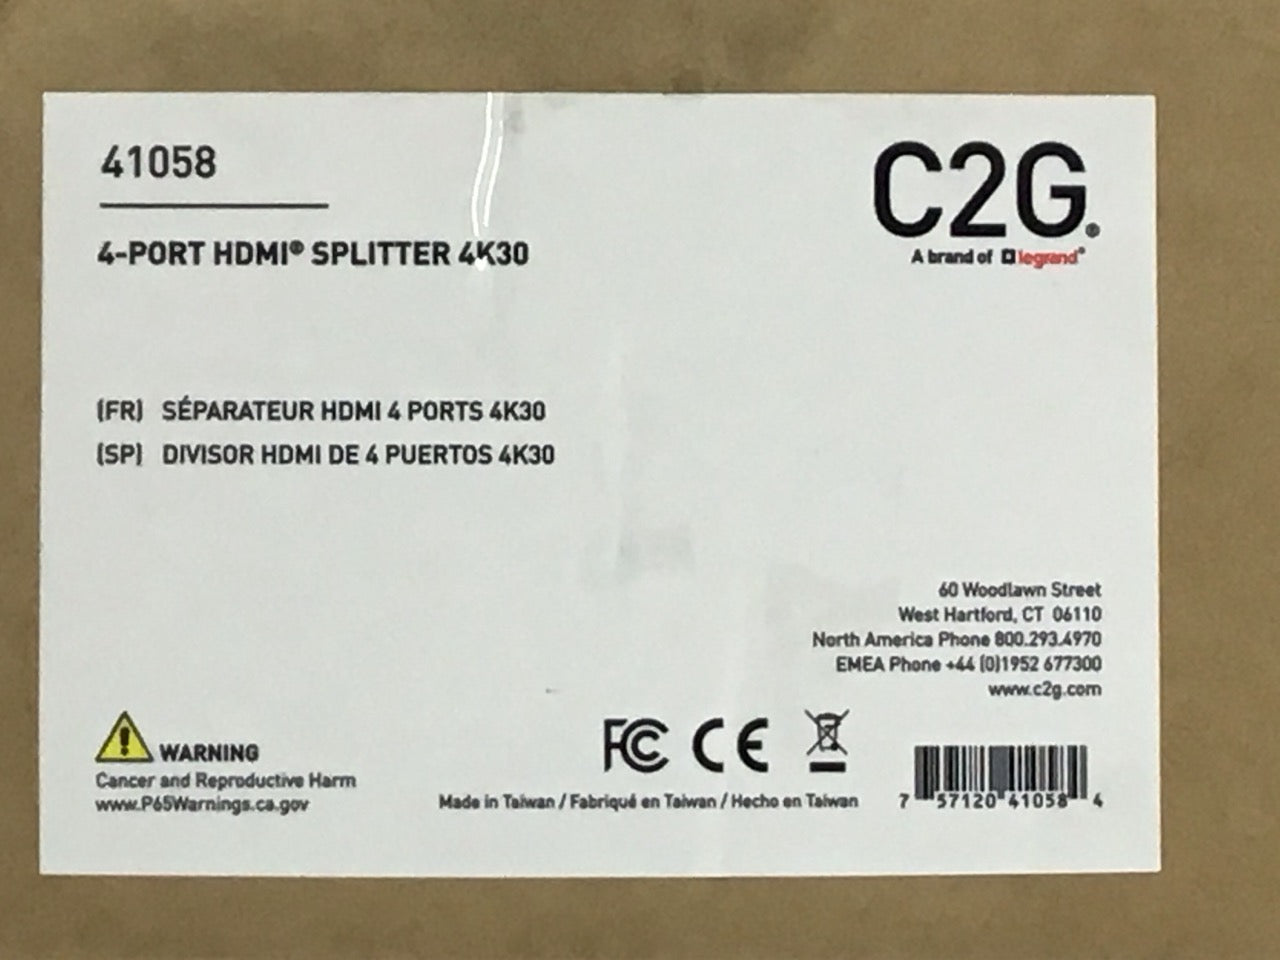 41058
4-PORT HDMI® SPLITTER 4K30
C2G®
A brand of legrand®
(FR) SÉPARATEUR HDMI 4 PORTS 4K30
(SP) DIVISOR HDMI DE 4 PUERTOS 4K30
60 Woodlawn Street
West Hartford, CT 06110
North America Phone 800.293.4970
EMEA Phone +44 (0)1952 677300
www.c2g.com
WARNING
Cancer and Reproductive Harm
www.P65Warnings.ca.gov
FC CE
Made in Taiwan / Fabriqué en Taiwan / Hecho en Taiwan
7 57120 41058 4